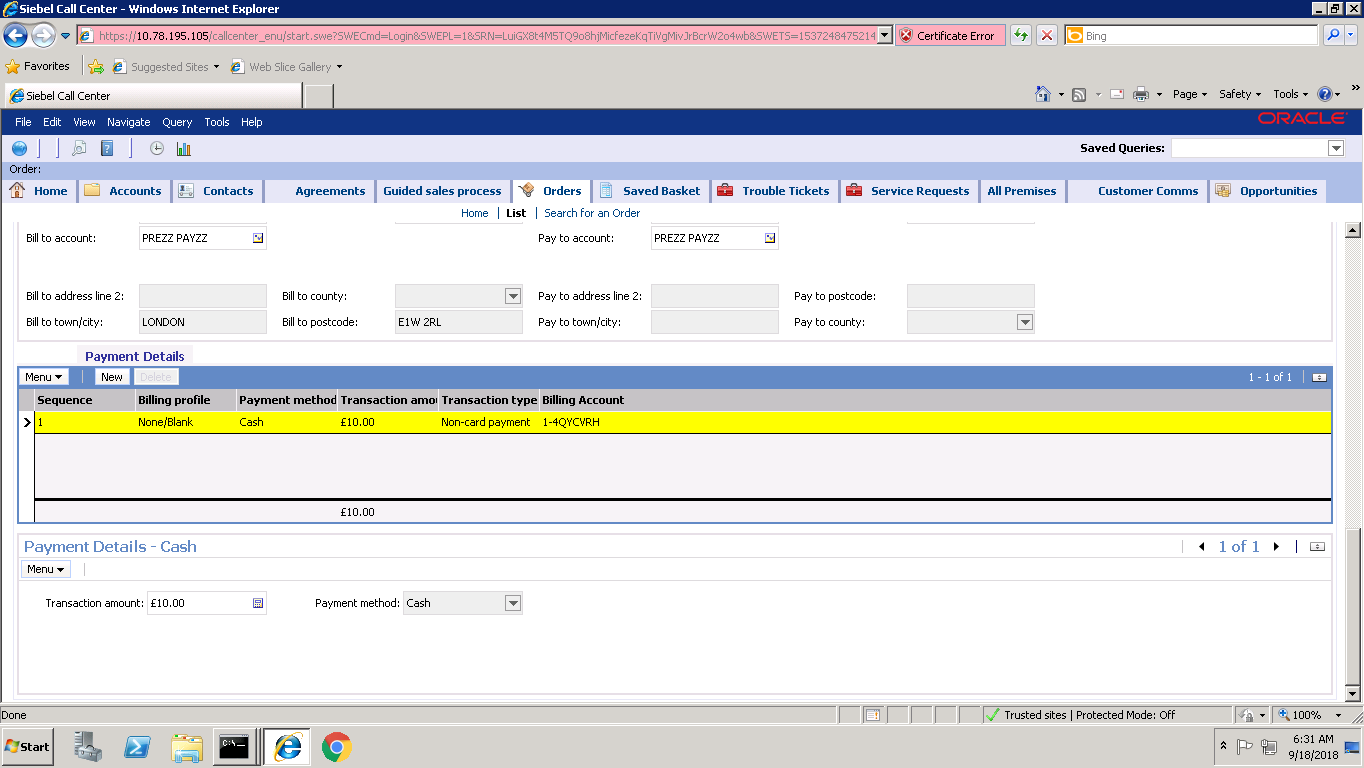 Siebel Call Center - Windows Internet Explorer
https://10.78.195.105/callcenter_enu/start.swe?SWECmd=Login&SWEPL=1&SRN=LuiGX8t4M5TQ9o8hjMicfezeKqTiVgMivJrBcrW2o4wb&SWETS=1537248475214 Certificate Error Bing
Favorites Suggested Sites Web Slice Gallery
Siebel Call Center Page Safety Tools »
File Edit View Navigate Query Tools Help ORACLE
Saved Queries:
Order:
Home Accounts Contacts Agreements Guided sales process Orders Saved Basket Trouble Tickets Service Requests All Premises Customer Comms Opportunities
Home List Search for an Order
Bill to account: PREZZ PAYZZ Pay to account: PREZZ PAYZZ
Bill to address line 2: Bill to county: Pay to address line 2: Pay to postcode:
Bill to town/city: LONDON Bill to postcode: E1W 2RL Pay to town/city: Pay to county:
Payment Details
Menu New Delete 1 - 1 of 1
Sequence Billing profile Payment method Transaction amou Transaction type Billing Account
1 None/Blank Cash £10.00 Non-card payment 1-4QYCVRH
£10.00
Payment Details - Cash 1 of 1
Menu
Transaction amount: £10.00 Payment method: Cash
Done Trusted sites | Protected Mode: Off 100%
Start C:\. 6:31 AM
9/18/2018